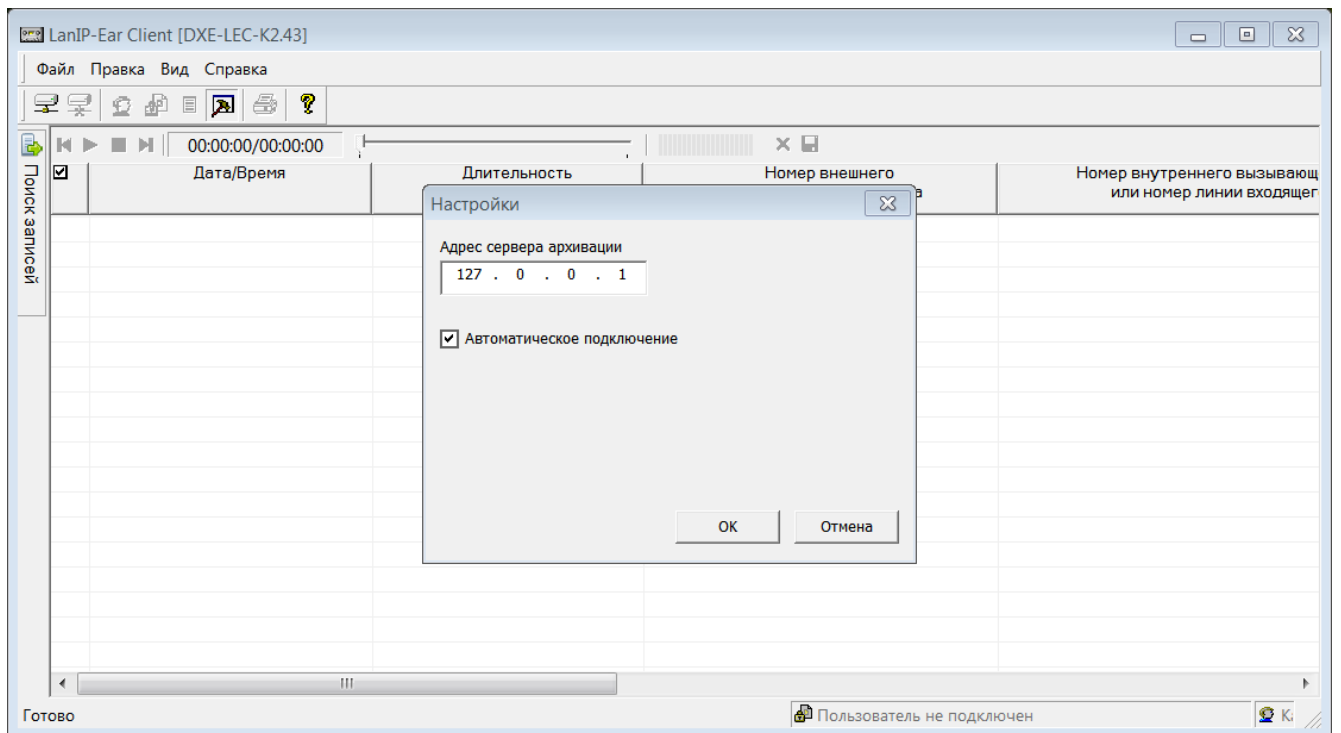 LanIP-Ear Client [DXE-LEC-K2.43]
Файл Правка Вид Справка
00:00:00/00:00:00
Поиск записей
Дата/Время
Длительность
Номер внешнего
Номер внутреннего вызывающ
или номер линии входящег
Настройки
Адрес сервера архивации
127 . 0 . 0 . 1
Автоматическое подключение
ОК
Отмена
Готово
Пользователь не подключен